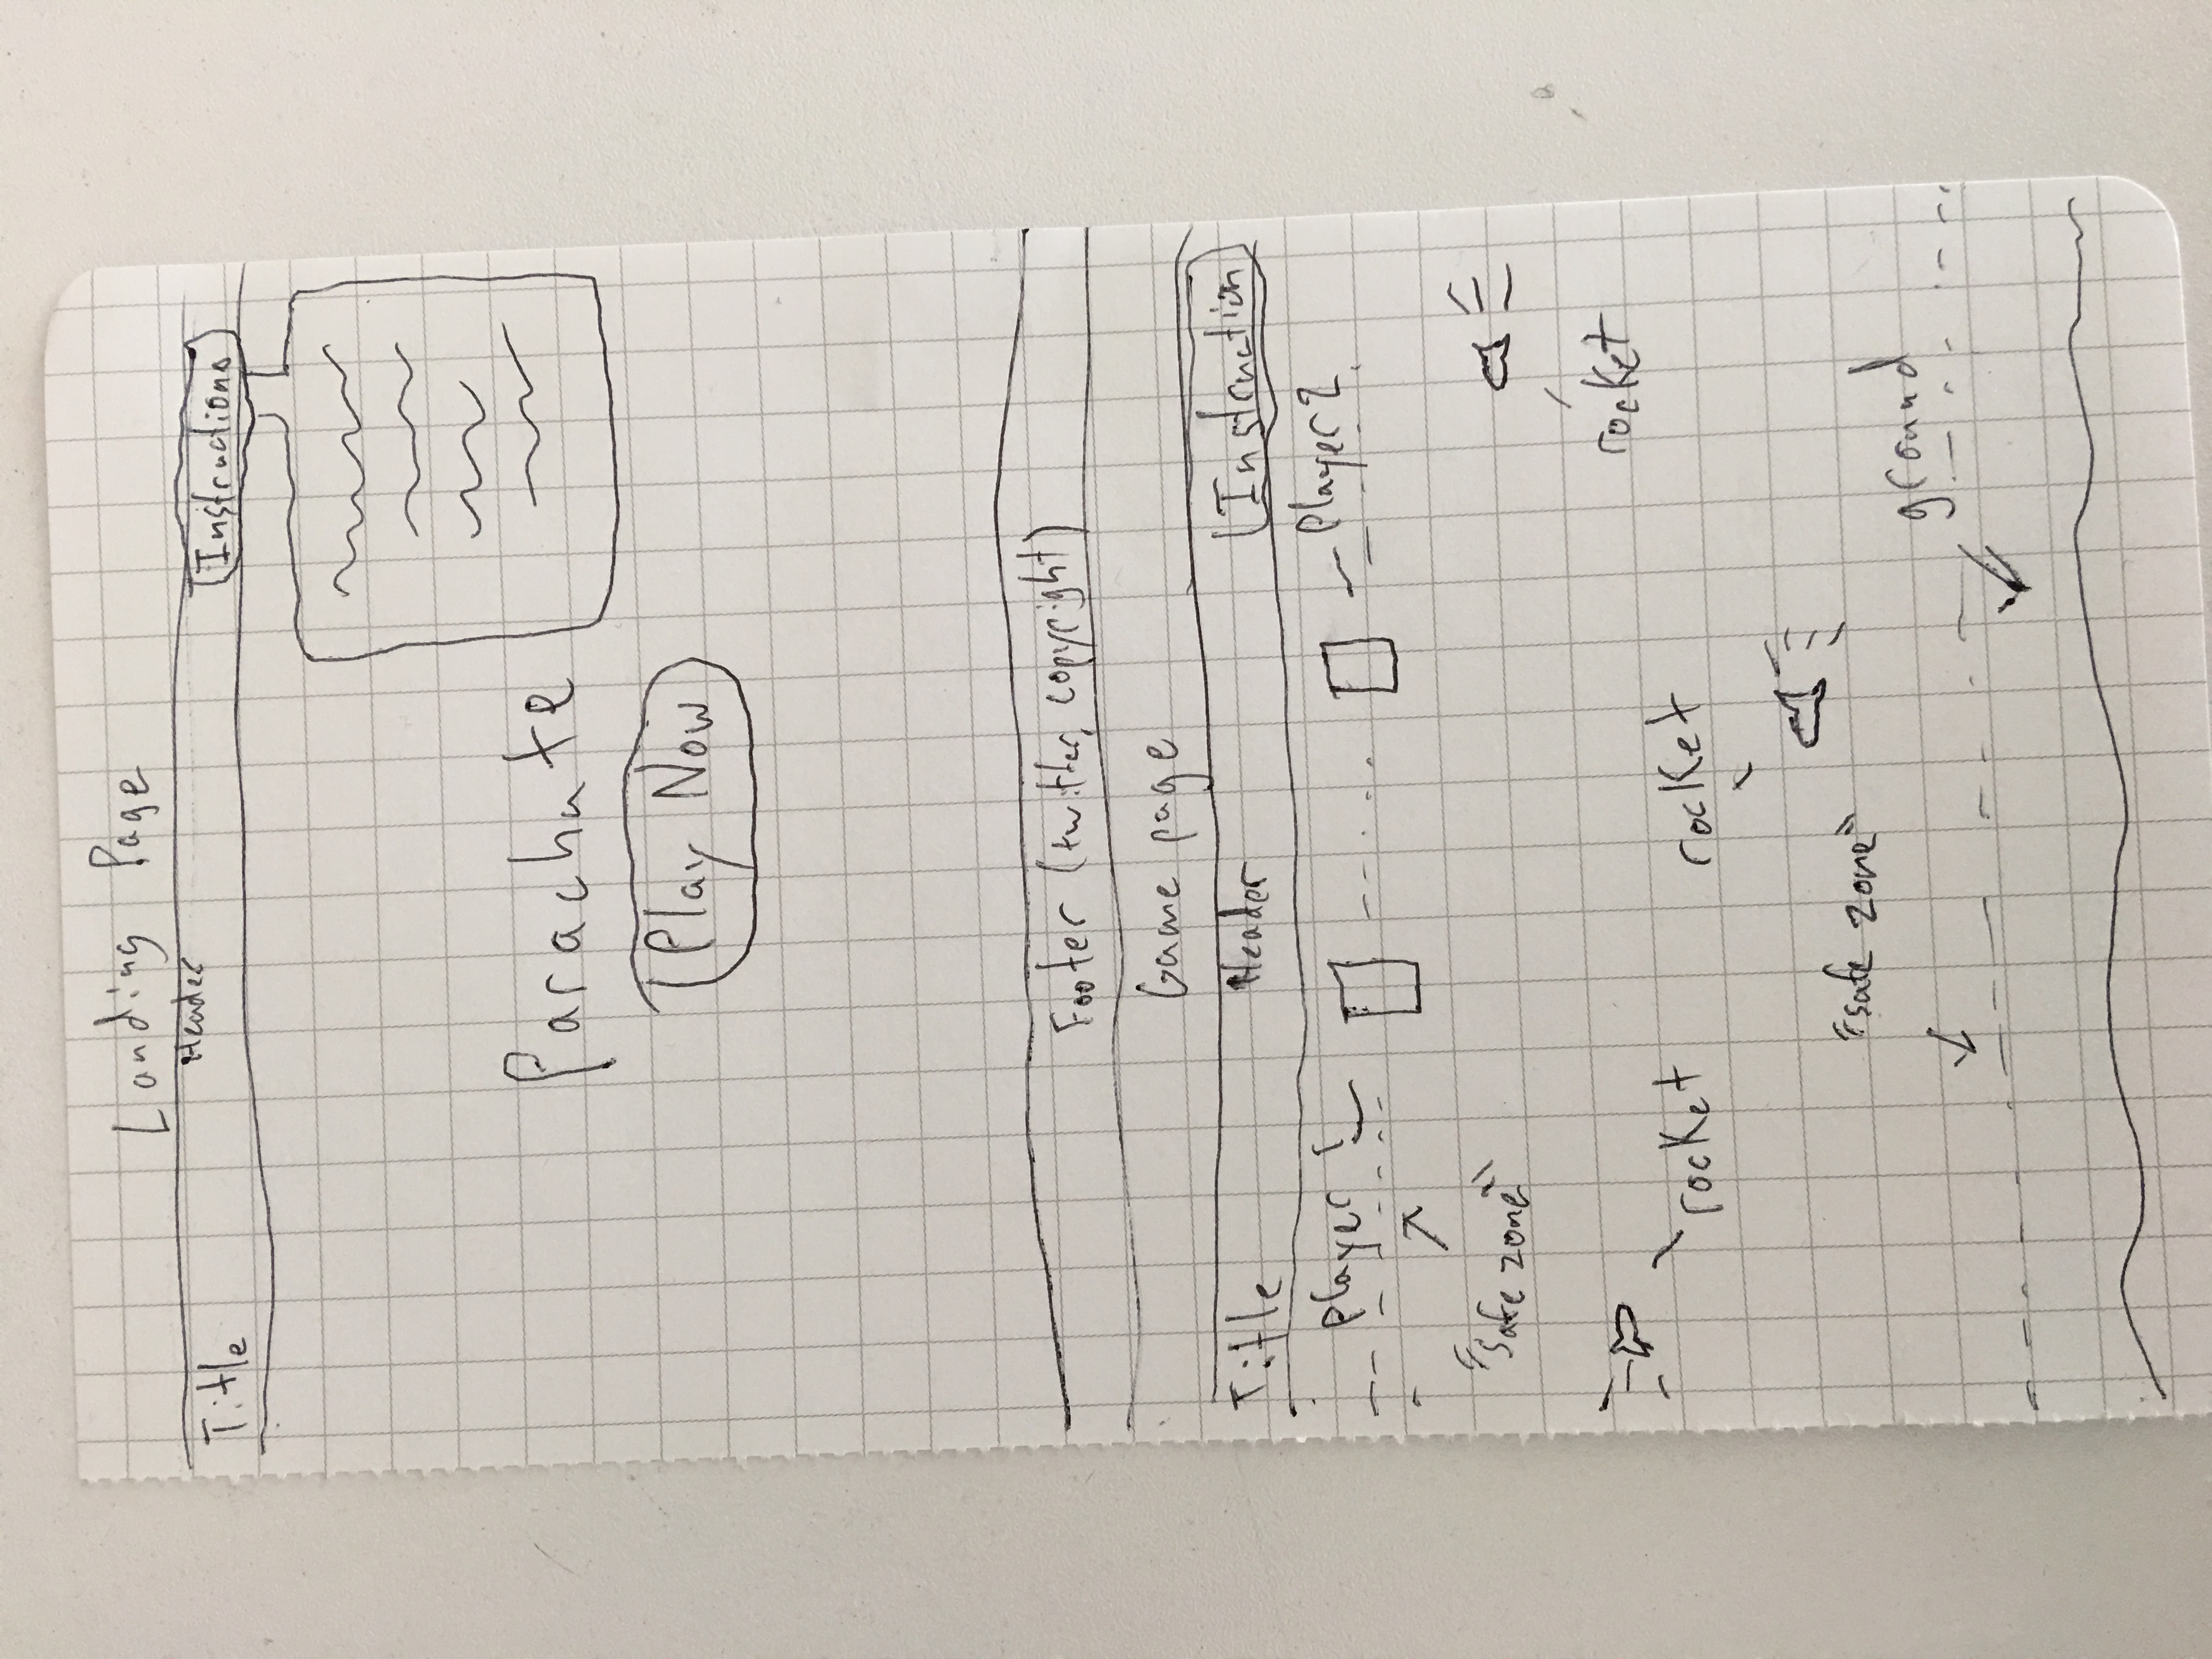 Landing Page
Header
Title
Instructions
Parachute
Play Now
Footer (twitter, copyright)
Game page
Title Header Instruction
Player 1
Player 2
"safe zone"
rocket
rocket
rocket
"safe zone"
ground